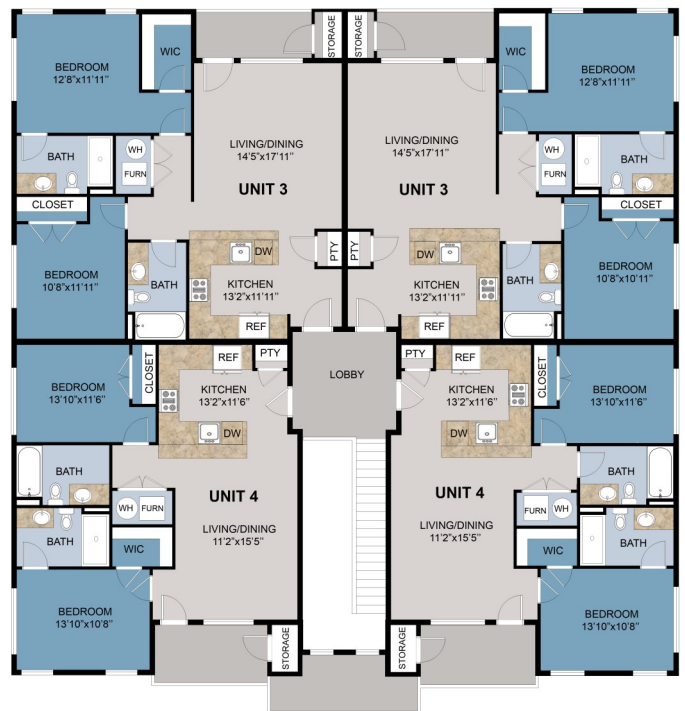 STORAGE
STORAGE
WIC
WIC
BEDROOM
12'8"x11'11"
BEDROOM
12'8"x11'11"
LIVING/DINING
14'5"x17'11"
LIVING/DINING
14'5"x17'11"
BATH
WH
FURN
WH
FURN
BATH
UNIT 3
UNIT 3
CLOSET
CLOSET
DW
PTY
PTY
DW
BEDROOM
10'8"x11'11"
BATH
KITCHEN
13'2"x11'11"
KITCHEN
13'2"x11'11"
BATH
BEDROOM
10'8"x10'11"
REF
REF
REF
PTY
PTY
REF
LOBBY
BEDROOM
13'10"x11'6"
CLOSET
KITCHEN
13'2"x11'6"
KITCHEN
13'2"x11'6"
CLOSET
BEDROOM
13'10"x11'6"
DW
DW
BATH
BATH
UNIT 4
UNIT 4
WH
FURN
FURN
WH
LIVING/DINING
11'2"x15'5"
LIVING/DINING
11'2"x15'5"
BATH
BATH
WIC
WIC
BEDROOM
13'10"x10'8"
BEDROOM
13'10"x10'8"
STORAGE
STORAGE